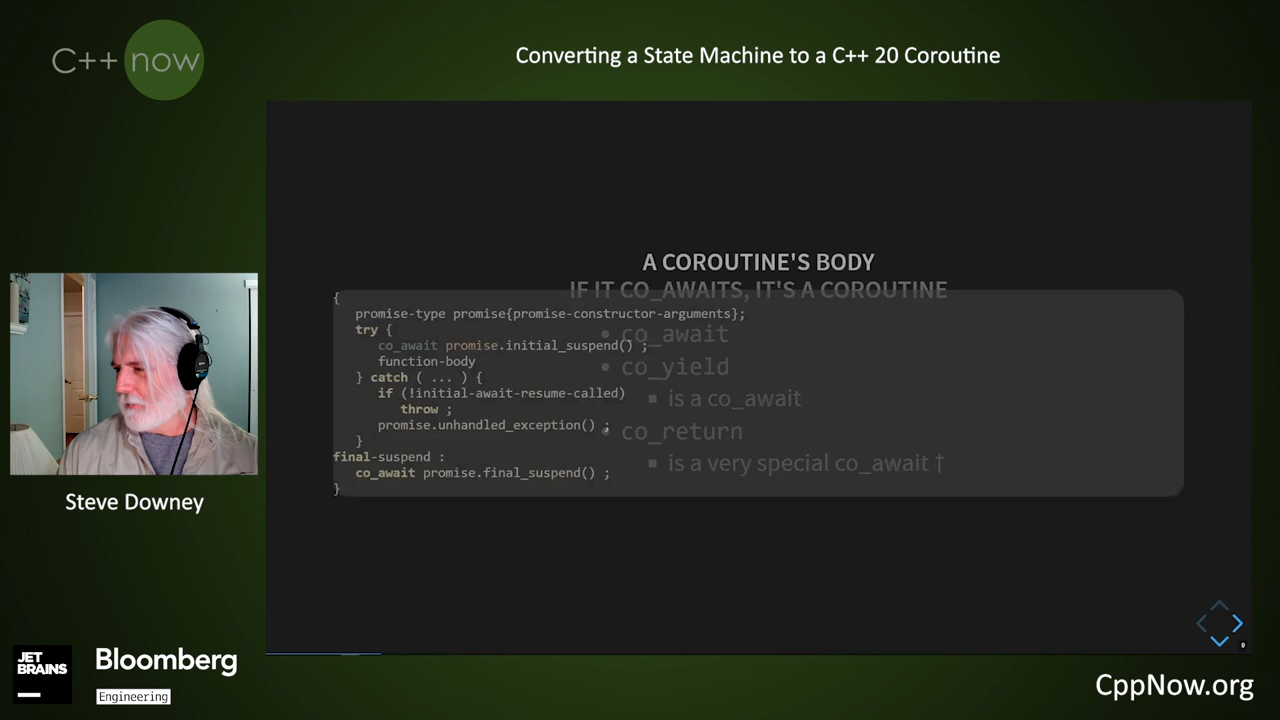 C++ now
Converting a State Machine to a C++ 20 Coroutine
A COROUTINE'S BODY
IF IT CO_AWAITS, IT'S A COROUTINE
{
promise-type promise{promise-constructor-arguments};
try {
co_await promise.initial_suspend() ;
function-body
} catch ( ... ) {
if (!initial-await-resume-called)
throw ;
promise.unhandled_exception() ;
}
final-suspend :
co_await promise.final_suspend() ;
}
• co_await
• co_yield
▪ is a co_await
• co_return
▪ is a very special co_await †
9
Steve Downey
JET
BRAINS
Bloomberg
Engineering
CppNow.org